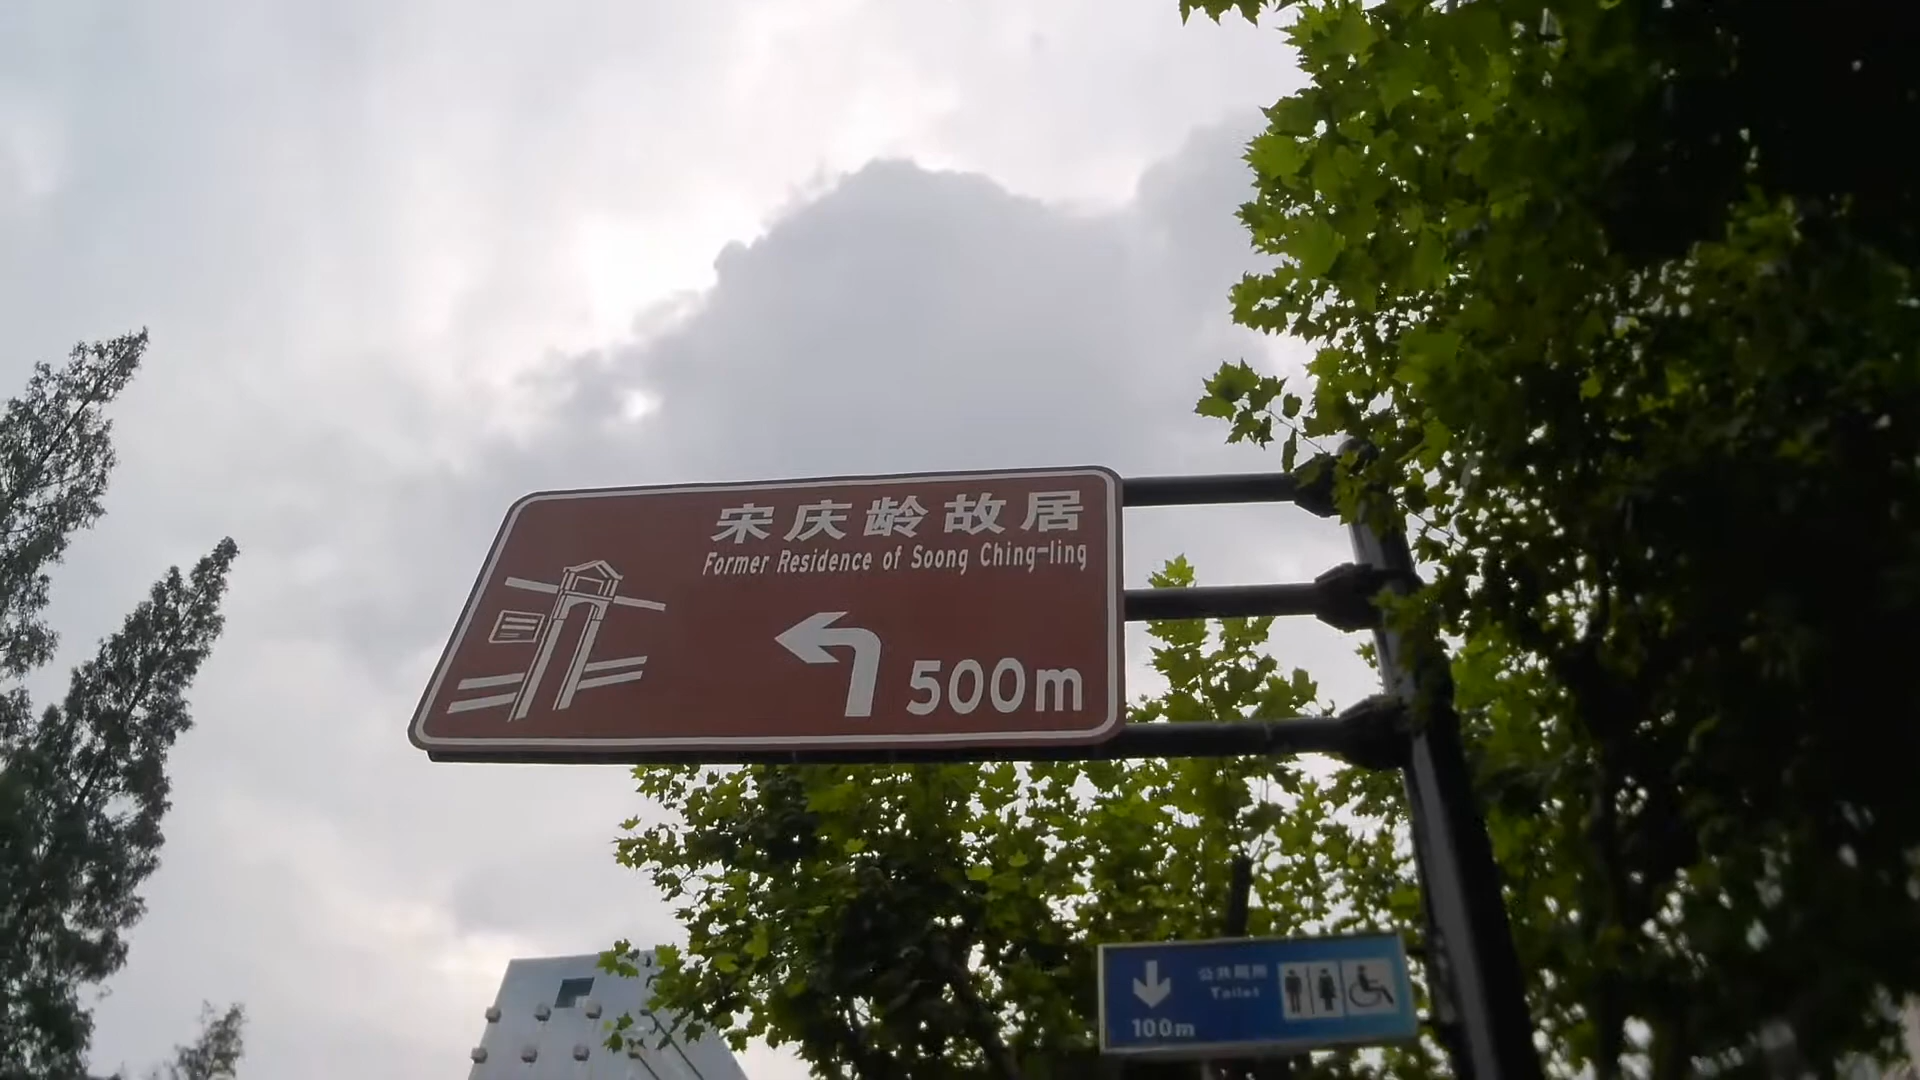 宋庆龄故居
Former Residence of Soong Ching-ling
500m
公共厕所
Toilet
100m